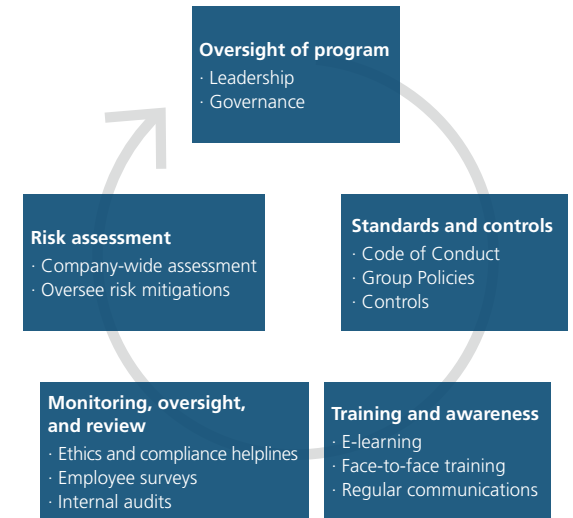 Oversight of program
· Leadership
· Governance
Standards and controls
· Code of Conduct
· Group Policies
· Controls
Training and awareness
· E-learning
· Face-to-face training
· Regular communications
Monitoring, oversight,
and review
· Ethics and compliance helplines
· Employee surveys
· Internal audits
Risk assessment
· Company-wide assessment
· Oversee risk mitigations